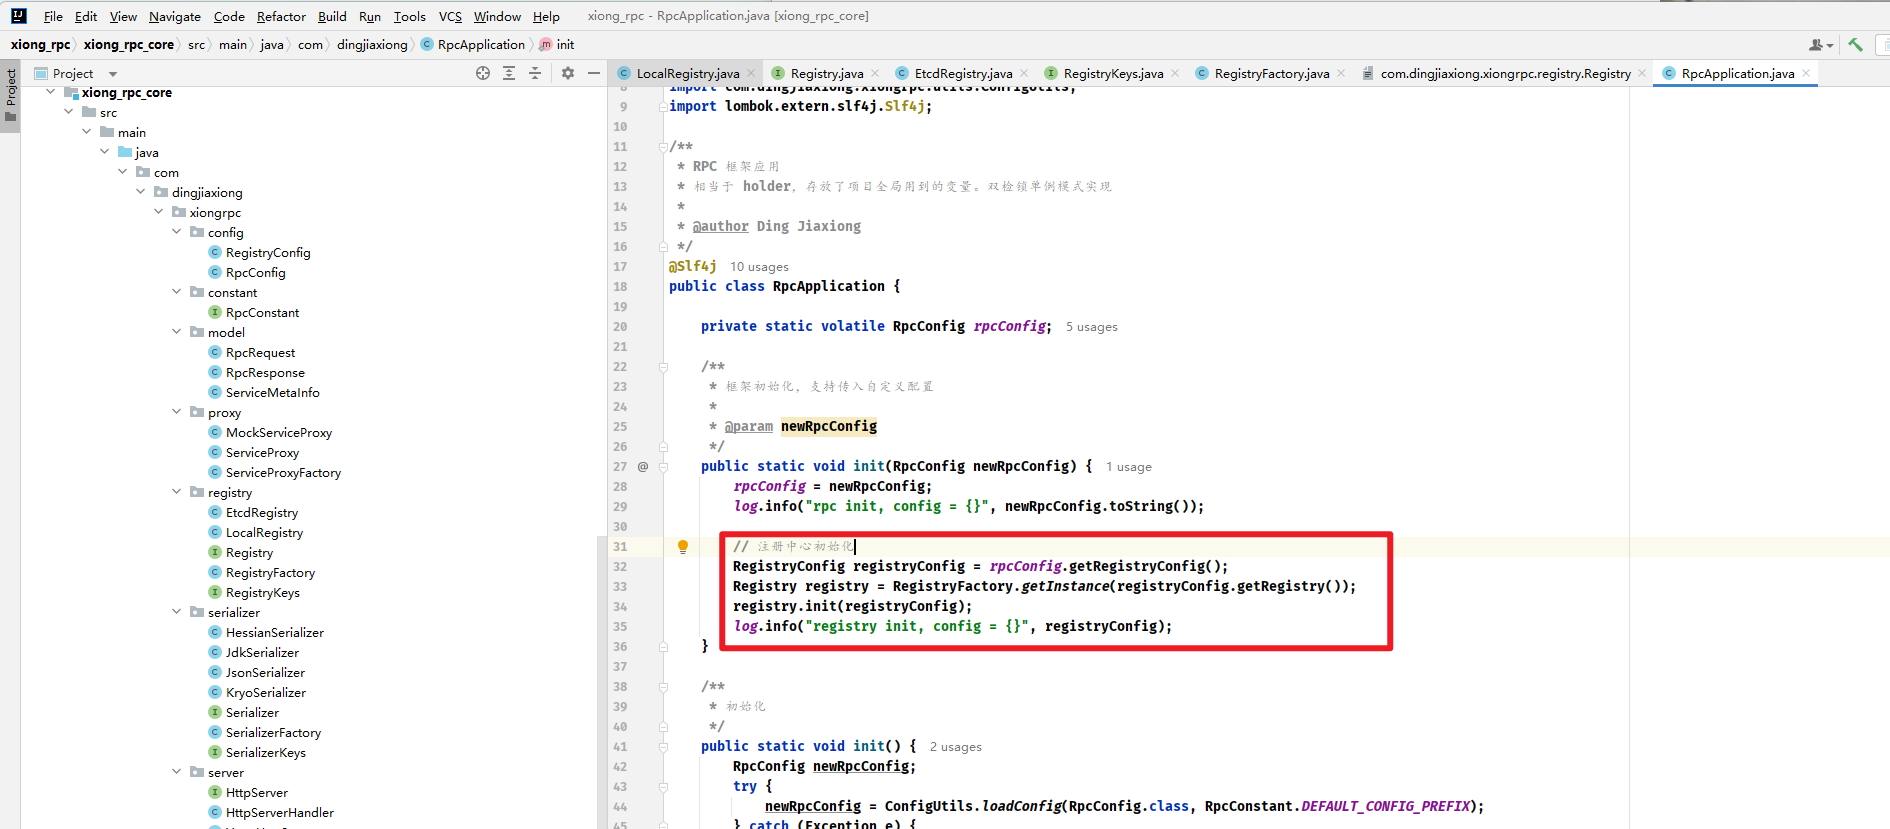 File Edit View Navigate Code Refactor Build Run Tools VCS Window Help xiong_rpc - RpcApplication.java [xiong_rpc_core]
xiong_rpc xiong_rpc_core src main java com dingjiaxiong RpcApplication init
Project
Project
LocalRegistry.java Registry.java EtcdRegistry.java RegistryKeys.java RegistryFactory.java com.dingjiaxiong.xiongrpc.registry.Registry RpcApplication.java
xiong_rpc_core
src
main
java
com
dingjiaxiong
xiongrpc
config
RegistryConfig
RpcConfig
constant
RpcConstant
model
RpcRequest
RpcResponse
ServiceMetaInfo
proxy
MockServiceProxy
ServiceProxy
ServiceProxyFactory
registry
EtcdRegistry
LocalRegistry
Registry
RegistryFactory
RegistryKeys
serializer
HessianSerializer
JdkSerializer
JsonSerializer
KryoSerializer
Serializer
SerializerFactory
SerializerKeys
server
HttpServer
HttpServerHandler
8 import com.dingjiaxiong.xiongrpc.utils.ConfigUtils;
9 import lombok.extern.slf4j.Slf4j;
10
11 /**
12 * RPC 框架应用
13 * 相当于 holder，存放了项目全局用到的变量。双检锁单例模式实现
14 *
15 * @author Ding Jiaxiong
16 */
17 @Slf4j 10 usages
18 public class RpcApplication {
19
20 private static volatile RpcConfig rpcConfig; 5 usages
21
22 /**
23 * 框架初始化，支持传入自定义配置
24 *
25 * @param newRpcConfig
26 */
27 @ public static void init(RpcConfig newRpcConfig) { 1 usage
28 rpcConfig = newRpcConfig;
29 log.info("rpc init, config = {}", newRpcConfig.toString());
30
31 // 注册中心初始化
32 RegistryConfig registryConfig = rpcConfig.getRegistryConfig();
33 Registry registry = RegistryFactory.getInstance(registryConfig.getRegistry());
34 registry.init(registryConfig);
35 log.info("registry init, config = {}", registryConfig);
36 }
37
38 /**
39 * 初始化
40 */
41 public static void init() { 2 usages
42 RpcConfig newRpcConfig;
43 try {
44 newRpcConfig = ConfigUtils.loadConfig(RpcConfig.class, RpcConstant.DEFAULT_CONFIG_PREFIX);
45 } catch (Exception e) {